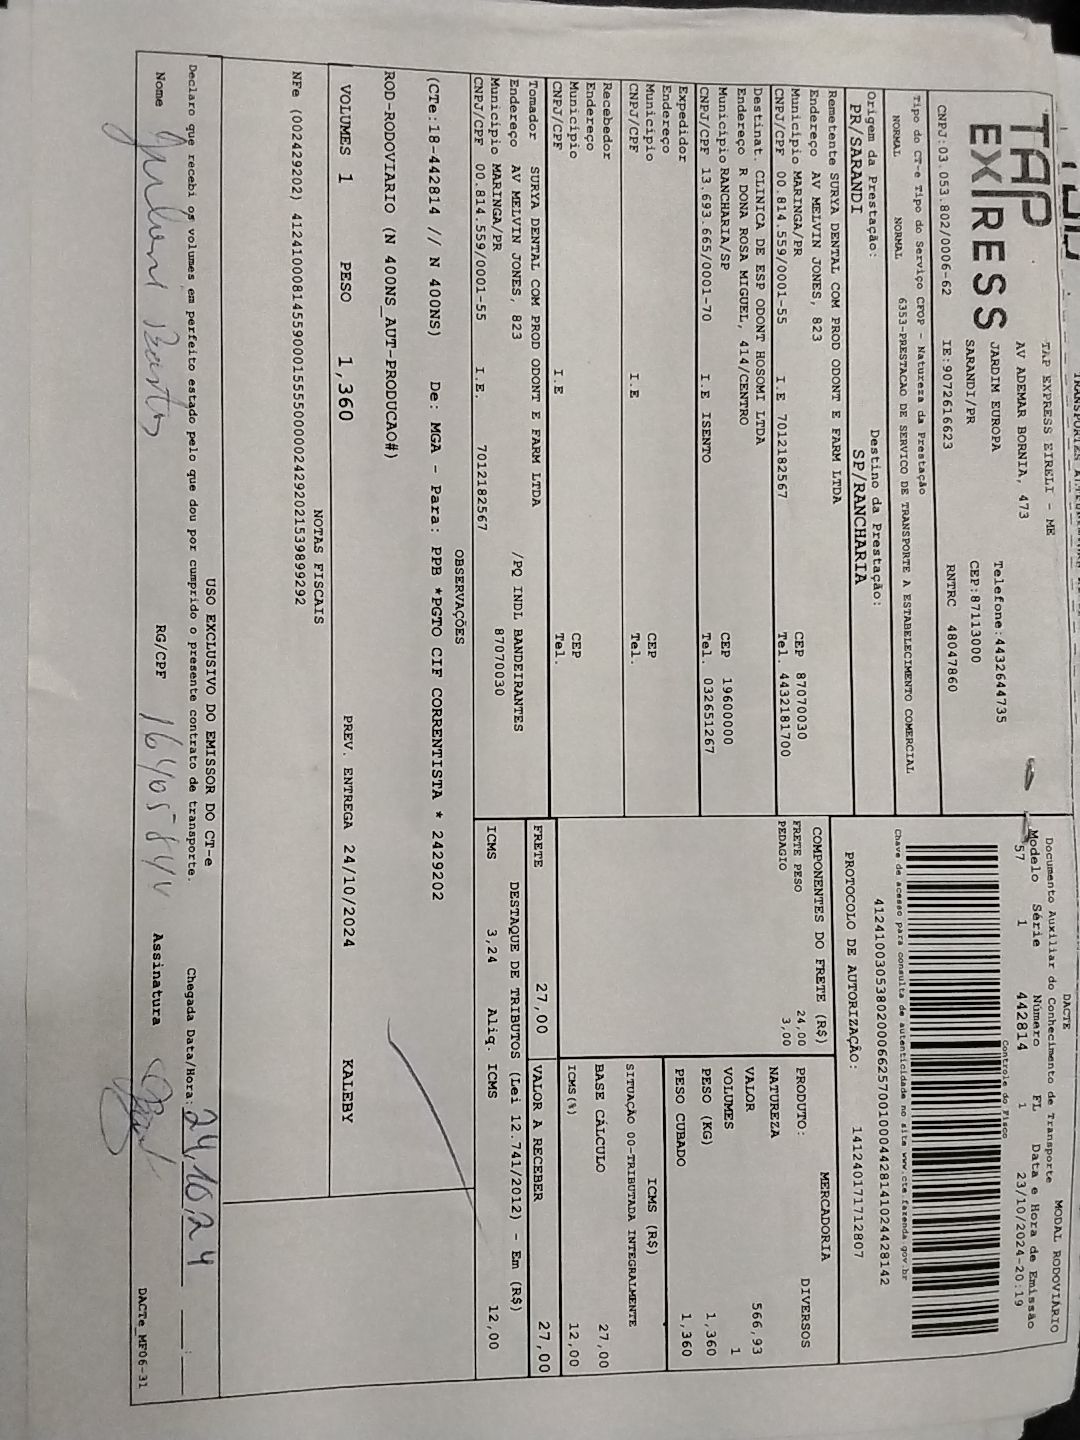 TAP EXPRESS
TAP EXPRESS EIRELI - ME
AV ADEMAR BORNIA, 473
JARDIM EUROPA
SARANDI/PR
Telefone:4432644735
CEP:87113000
CNPJ:03.053.802/0006-62 IE:9072616623 RNTRC 48047860
DACTE MODAL RODOVIÁRIO
Documento Auxiliar do Conhecimento de Transporte
Modelo Série Número FL Data e Hora de Emissão
57 1 442814 1 23/10/2024-20:19
Controle do Fisco
Chave de acesso para consulta de autenticidade no site www.cte.fazenda.gov.br
41241003053802000662570010004428141024428142
PROTOCOLO DE AUTORIZAÇÃO: 141240171712807
Tipo do CT-e Tipo do Serviço CFOP - Natureza da Prestação
NORMAL NORMAL 6353-PRESTACAO DE SERVICO DE TRANSPORTE A ESTABELECIMENTO COMERCIAL
Origem da Prestação: Destino da Prestação:
PR/SARANDI SP/RANCHARIA
Remetente SURYA DENTAL COM PROD ODONT E FARM LTDA
Endereço AV MELVIN JONES, 823
Município MARINGA/PR CEP 87070030
CNPJ/CPF 00.814.559/0001-55 I.E 7012182567 Tel. 4432181700
Destinat. CLINICA DE ESP ODONT HOSOMI LTDA
Endereço R DONA ROSA MIGUEL, 414/CENTRO
Município RANCHARIA/SP CEP 19600000
CNPJ/CPF 13.693.665/0001-70 I.E ISENTO Tel. 032651267
Expedidor
Endereço
Município CEP
CNPJ/CPF I.E Tel.
Recebedor
Endereço
Município CEP
CNPJ/CPF I.E Tel.
Tomador SURYA DENTAL COM PROD ODONT E FARM LTDA
Endereço AV MELVIN JONES, 823 /PQ INDL BANDEIRANTES
Município MARINGA/PR 87070030
CNPJ/CPF 00.814.559/0001-55 I.E. 7012182567
COMPONENTES DO FRETE (R$)
FRETE PESO 24,00
PEDAGIO 3,00
MERCADORIA
PRODUTO: DIVERSOS
NATUREZA
VALOR 566,93
VOLUMES 1
PESO (KG) 1,360
PESO CUBADO 1,360
ICMS (R$)
SITUAÇÃO 00-TRIBUTADA INTEGRALMENTE
BASE CÁLCULO 27,00
ICMS(%) 12,00
FRETE 27,00 VALOR A RECEBER 27,00
DESTAQUE DE TRIBUTOS (Lei 12.741/2012) - Em (R$)
ICMS 3,24 Aliq. ICMS 12,00
OBSERVAÇÕES
(CTe:18-442814 // N 400NS) De: MGA - Para: PPB *PGTO CIF CORRENTISTA * 2429202
ROD-RODOVIARIO (N 400NS_AUT-PRODUCAO#)
VOLUMES 1 PESO 1,360 PREV. ENTREGA 24/10/2024 KALEBY
NOTAS FISCAIS
NFe (002429202) 41241000814559000155550000024292021539899292
USO EXCLUSIVO DO EMISSOR DO CT-e
Declaro que recebi os volumes em perfeito estado pelo que dou por cumprido o presente contrato de transporte. Chegada Data/Hora: 24,10,24
Nome RG/CPF Assinatura
DACTe_MF06-31